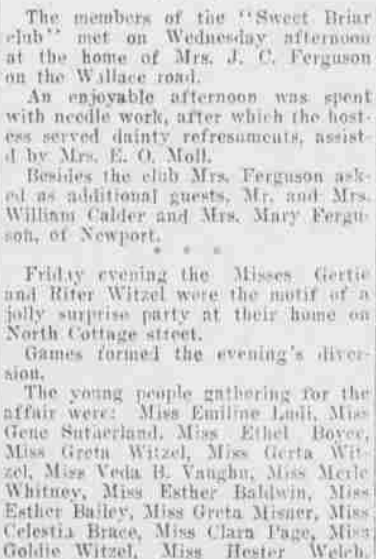 The members of the "Sweet Briar
club" met on Wednesday afternoon
at the home of Mrs. J. C. Ferguson
on the Wallace road.
An enjoyable afternoon was spent
with needle work, after which the host-
ess served dainty refresuments, assist-
d by Mrs. E. O. Moll.
Besides the club Mrs. Ferguson ask-
ed as additional guests, Mr. and Mrs.
William Calder and Mrs. Mary Fergu-
son, of Newport.
* * *
Friday evening the Misses Gertie
and Riter Witzel were the motif of a
jolly surprise party at their home on
North Cottage street.
Games formed the evening's diver-
sion.
The young people gathering for the
affair were: Miss Emiline Ludi, Miss
Gene Sutherland, Miss Ethel Boyce,
Miss Greta Witzel, Miss Gerta Wit-
zel, Miss Veda B. Vaughn, Miss Merle
Whitney, Miss Esther Baldwin, Miss
Esther Bailey, Miss Greta Misner, Miss
Celestia Brace, Miss Clara Page, Miss
Goldie Witzel, Miss Hester Welch,